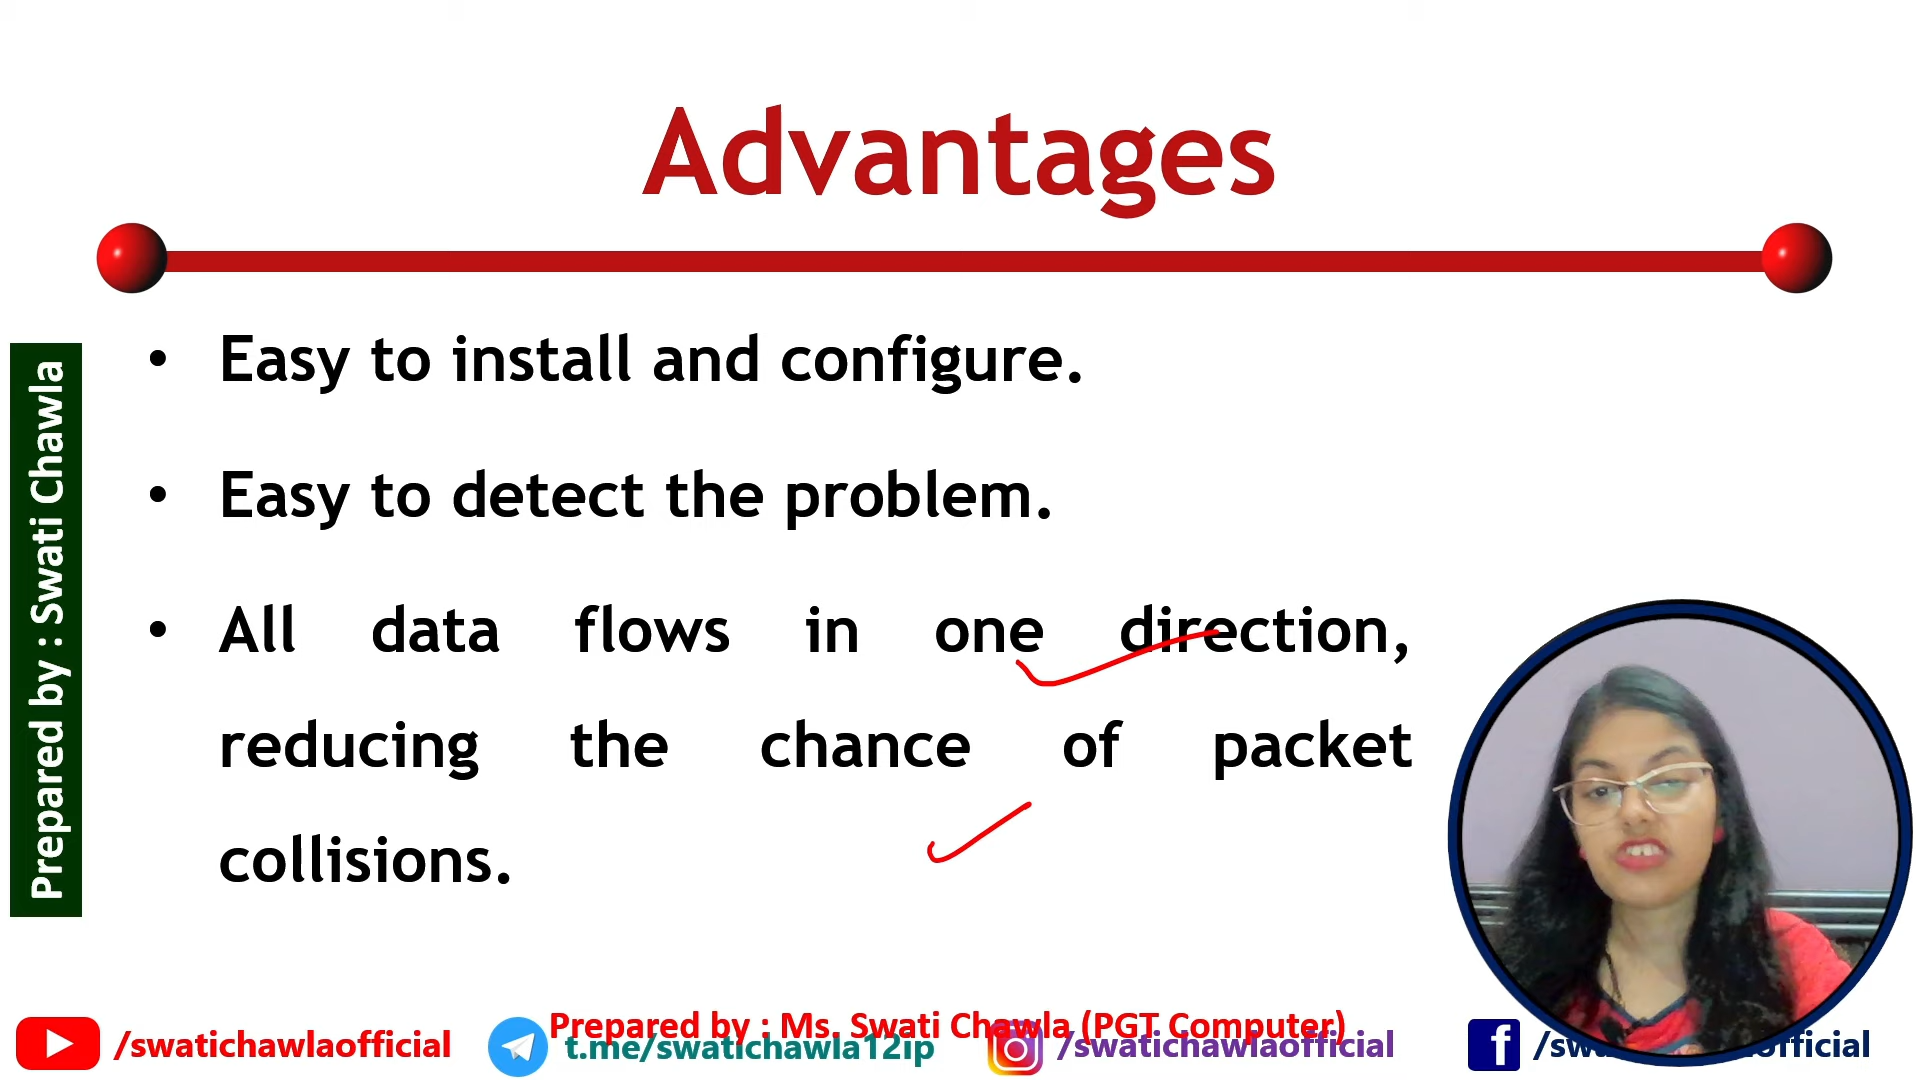 Advantages
• Easy to install and configure.
• Easy to detect the problem.
• All data flows in one direction,
reducing the chance of packet
collisions.
Prepared by : Swati Chawla
Prepared by : Ms. Swati Chawla (PGT Computer)
/swatichawlaofficial
t.me/swatichawla12ip
/swatichawlaofficial